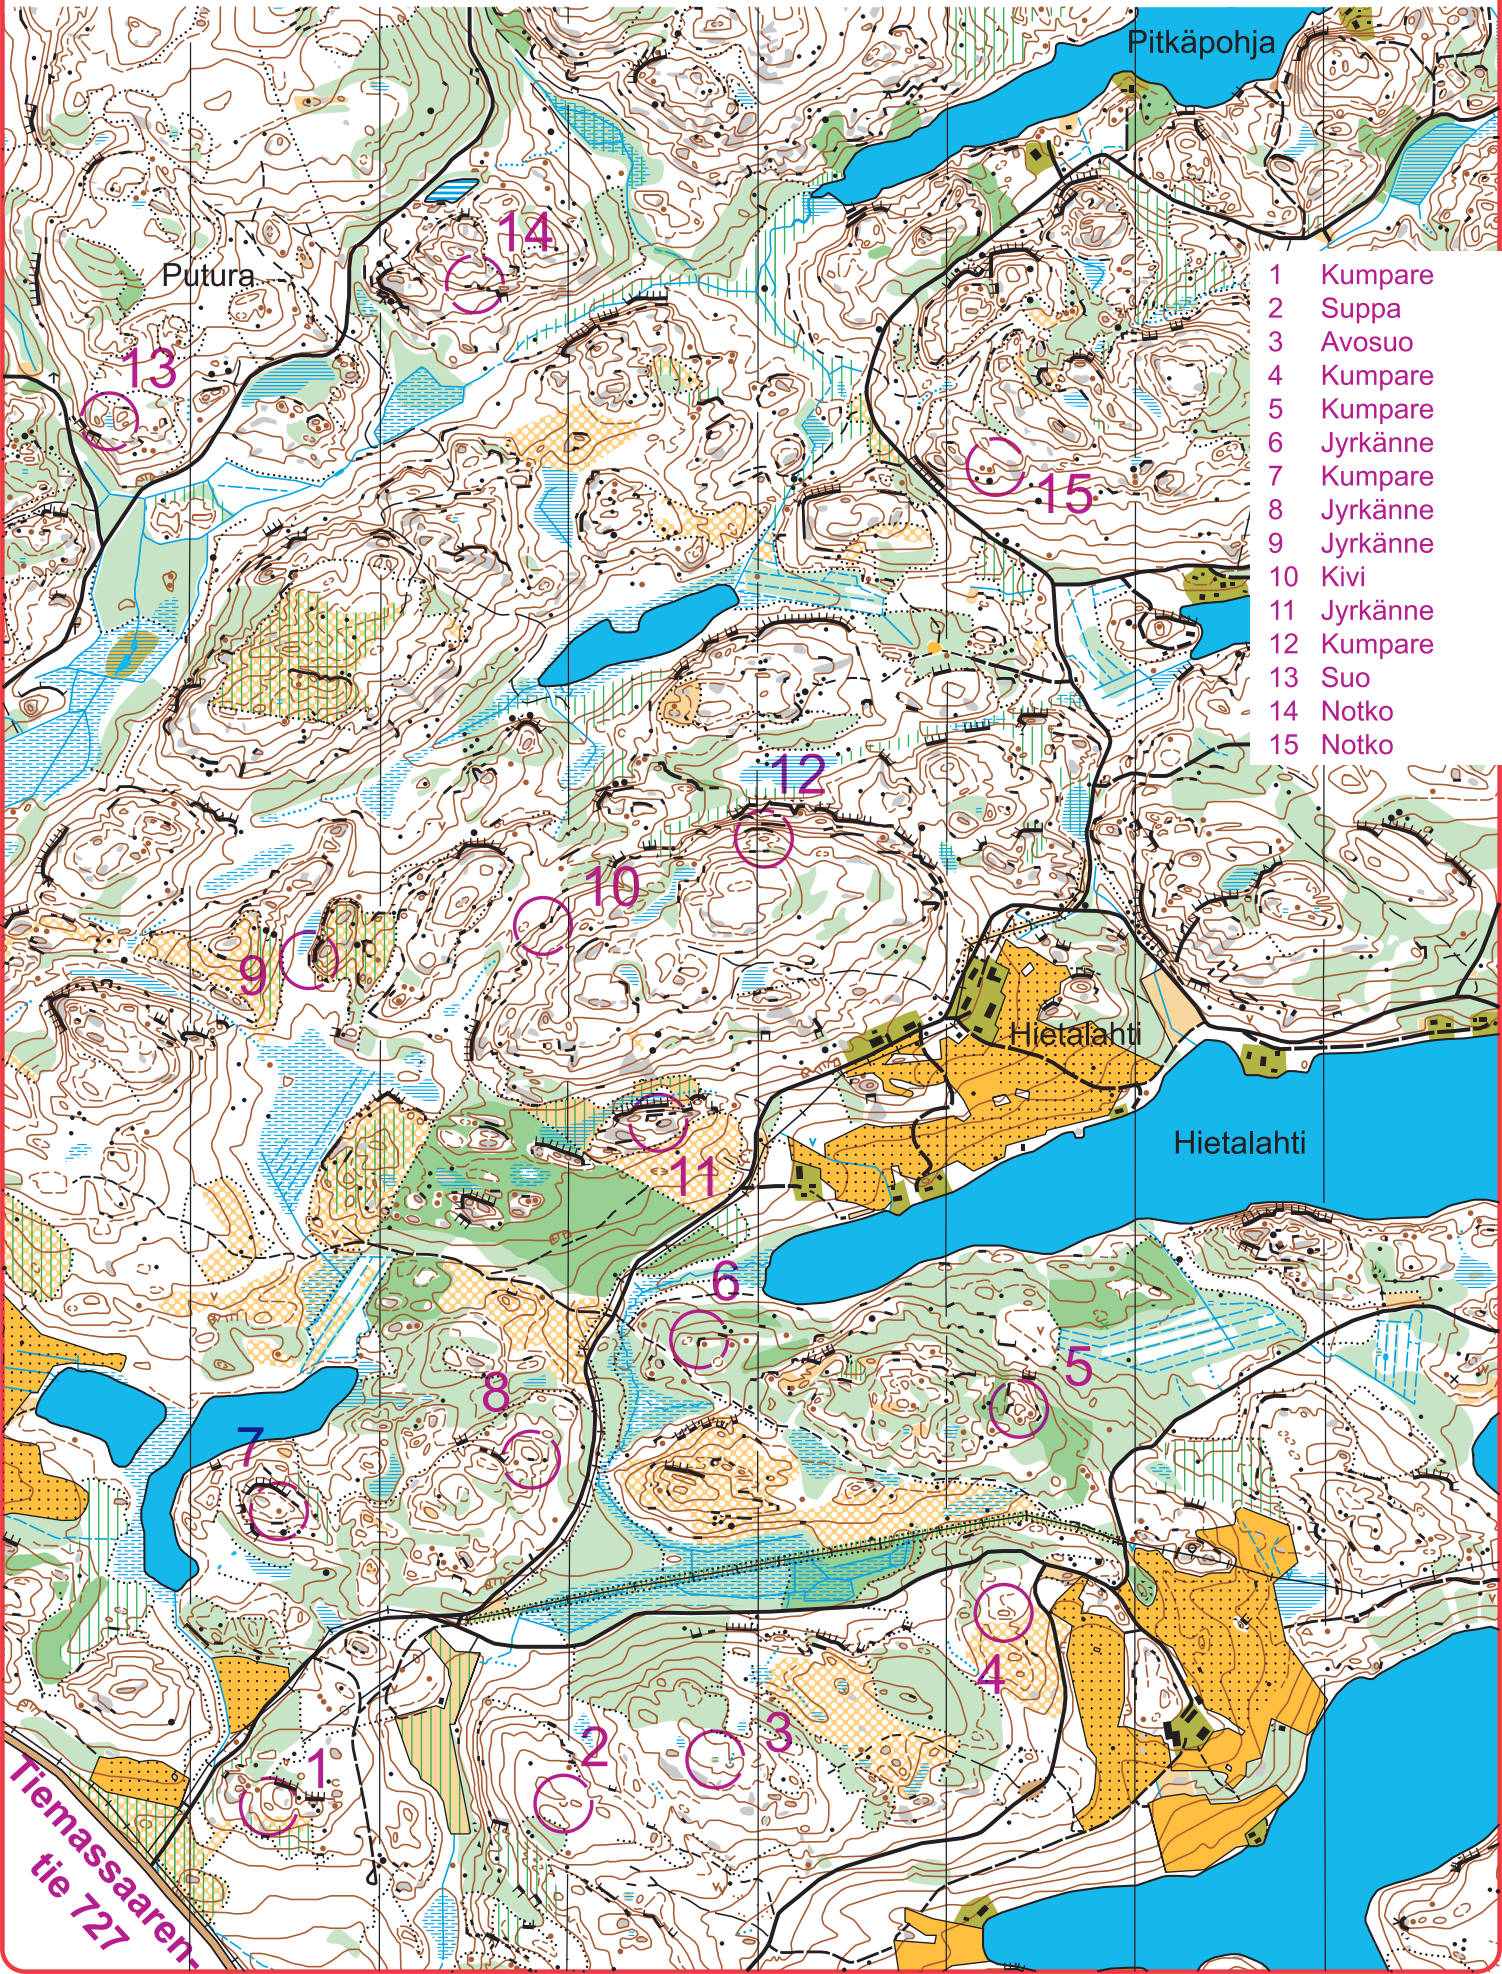 Pitkäpohja
14
Putura
1 Kumpare
2 Suppa
3 Avosuo
4 Kumpare
5 Kumpare
6 Jyrkänne
7 Kumpare
8 Jyrkänne
9 Jyrkänne
10 Kivi
11 Jyrkänne
12 Kumpare
13 Suo
14 Notko
15 Notko
13
15
12
10
9
Hietalahti
Hietalahti
11
6
5
8
7
4
3
2
1
Tiemassaaren-
tie 727